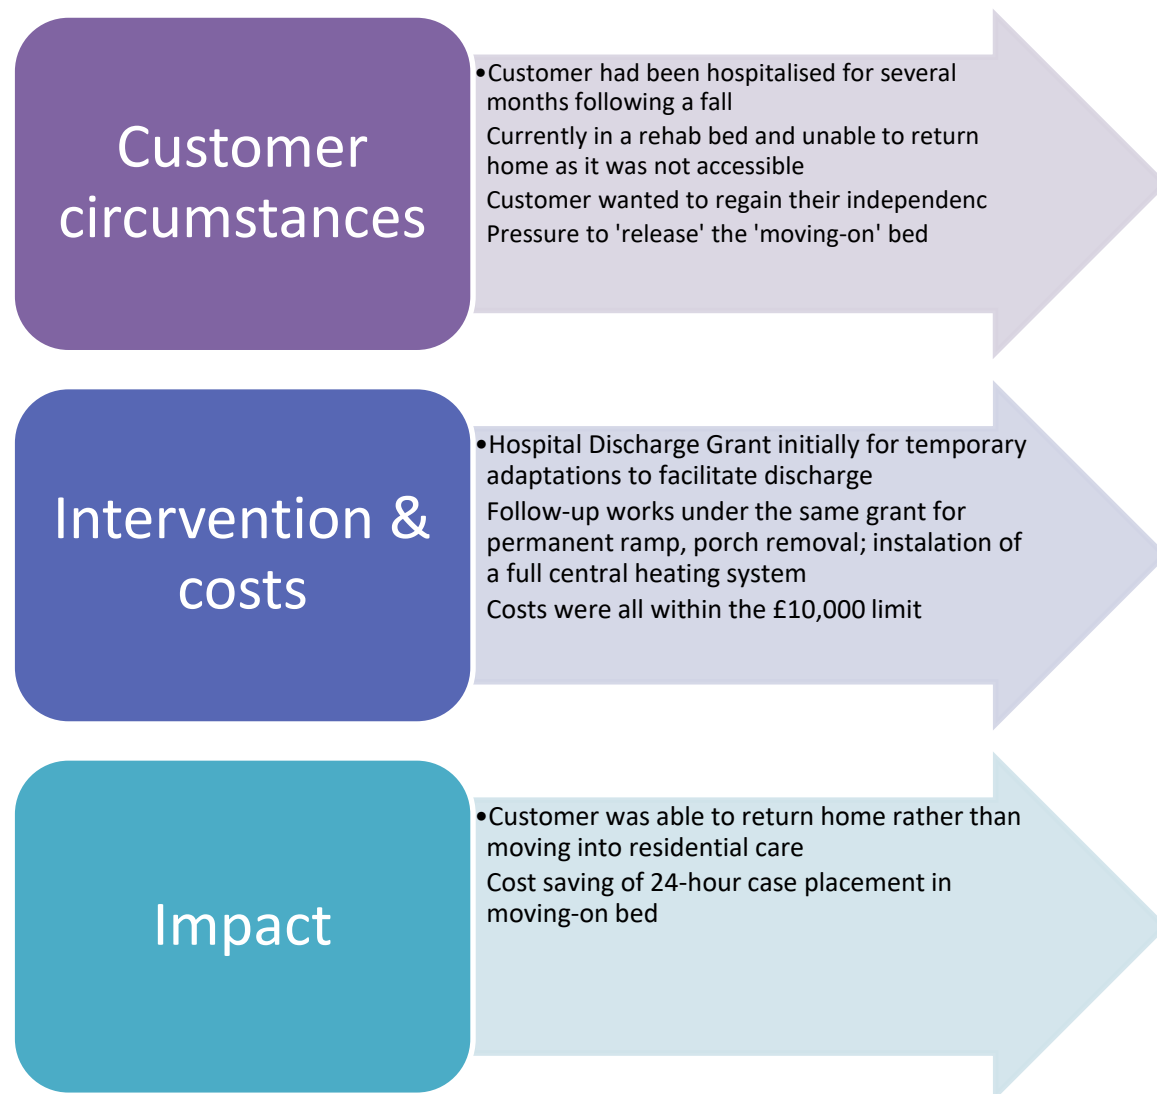 Customer
circumstances
•Customer had been hospitalised for several
months following a fall
Currently in a rehab bed and unable to return
home as it was not accessible
Customer wanted to regain their independenc
Pressure to 'release' the 'moving-on' bed
Intervention &
costs
•Hospital Discharge Grant initially for temporary
adaptations to facilitate discharge
Follow-up works under the same grant for
permanent ramp, porch removal; instalation of
a full central heating system
Costs were all within the £10,000 limit
Impact
•Customer was able to return home rather than
moving into residential care
Cost saving of 24-hour case placement in
moving-on bed